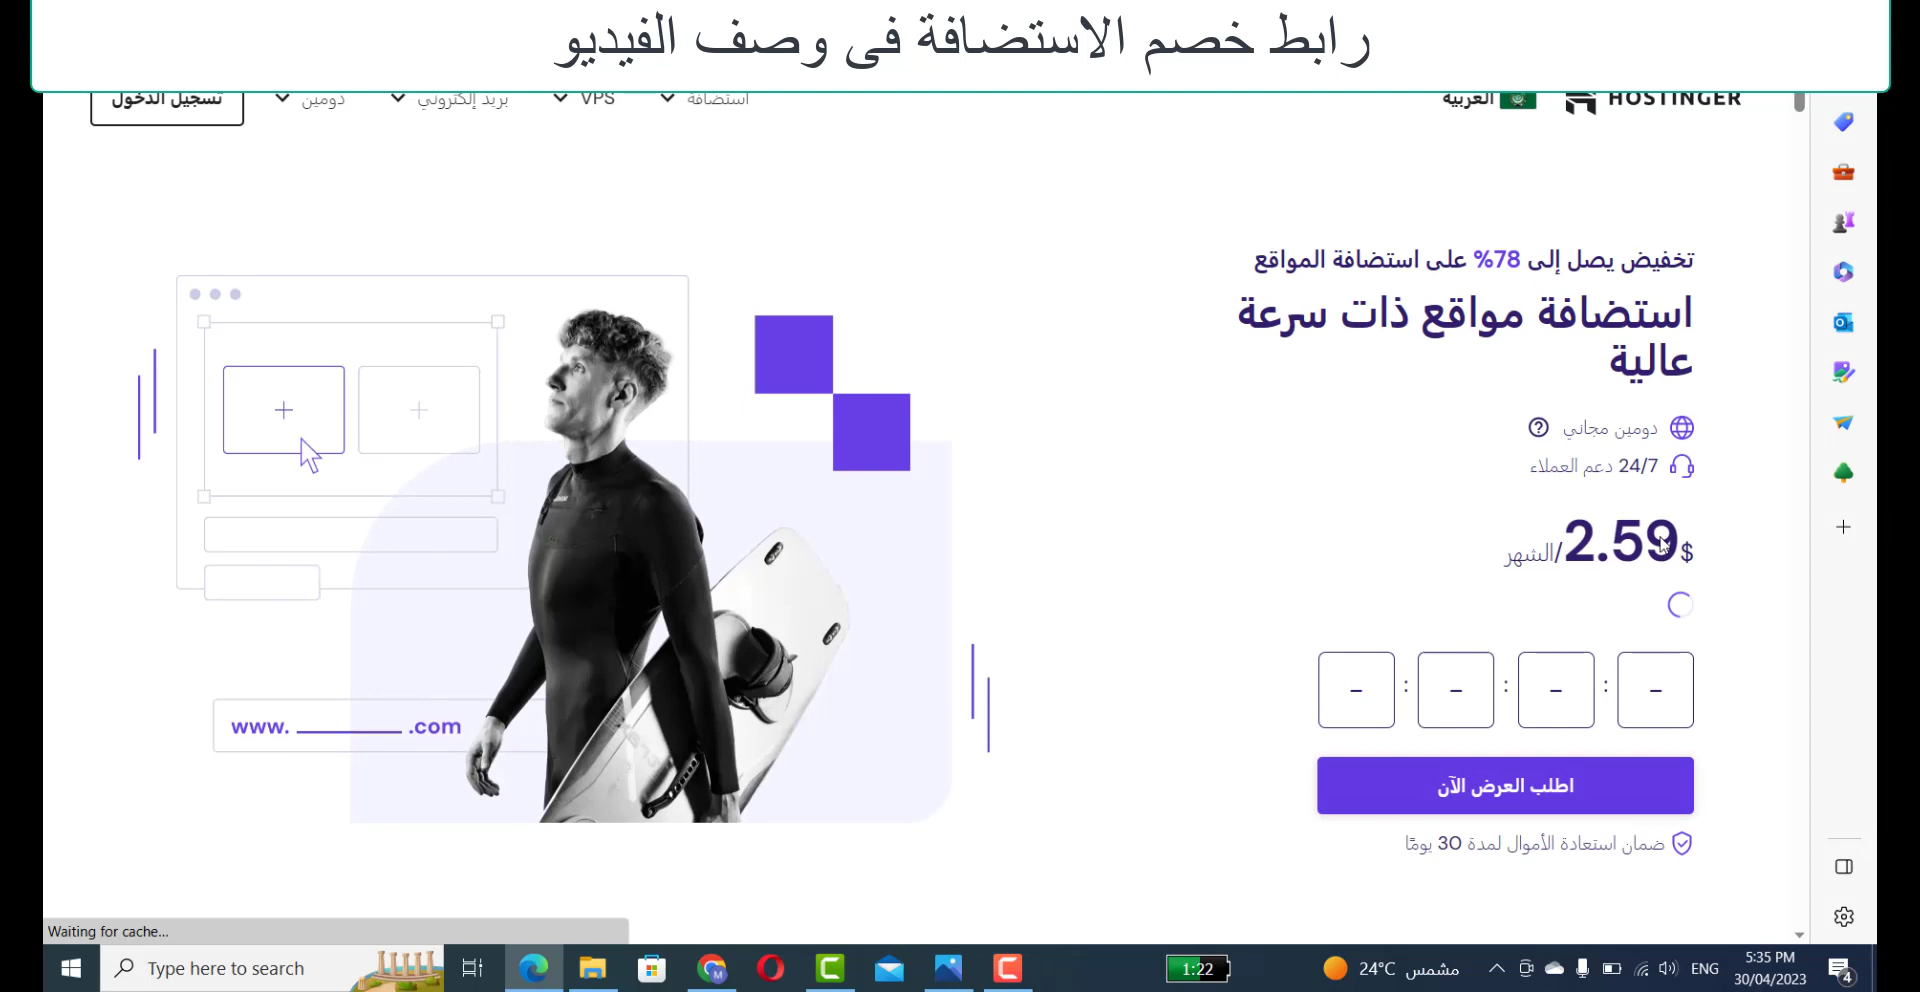 رابط خصم الاستضافة فى وصف الفيديو
HOSTINGER
العربية
استضافة
VPS
بريد إلكتروني
دومين
تسجيل الدخول
تخفيض يصل إلى 78% على استضافة المواقع
استضافة مواقع ذات سرعة
عالية
دومين مجاني
24/7 دعم العملاء
$2.59/الشهر
- : - : - : -
اطلب العرض الآن
ضمان استعادة الأموال لمدة 30 يومًا
www. ________ .com
Waiting for cache...
Type here to search
1:22
24°C مشمس
ENG
5:35 PM
30/04/2023
4